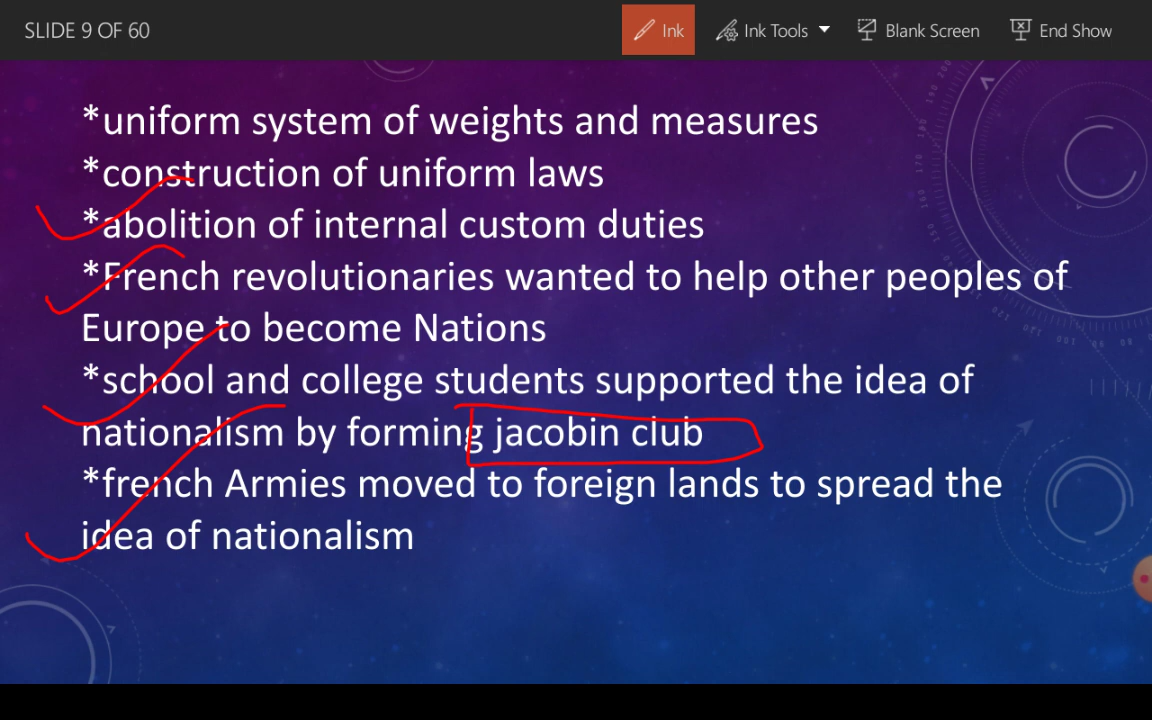 SLIDE 9 OF 60
Ink
Ink Tools
Blank Screen
End Show
*uniform system of weights and measures
*construction of uniform laws
*abolition of internal custom duties
*French revolutionaries wanted to help other peoples of
Europe to become Nations
*school and college students supported the idea of
nationalism by forming jacobin club
*french Armies moved to foreign lands to spread the
idea of nationalism